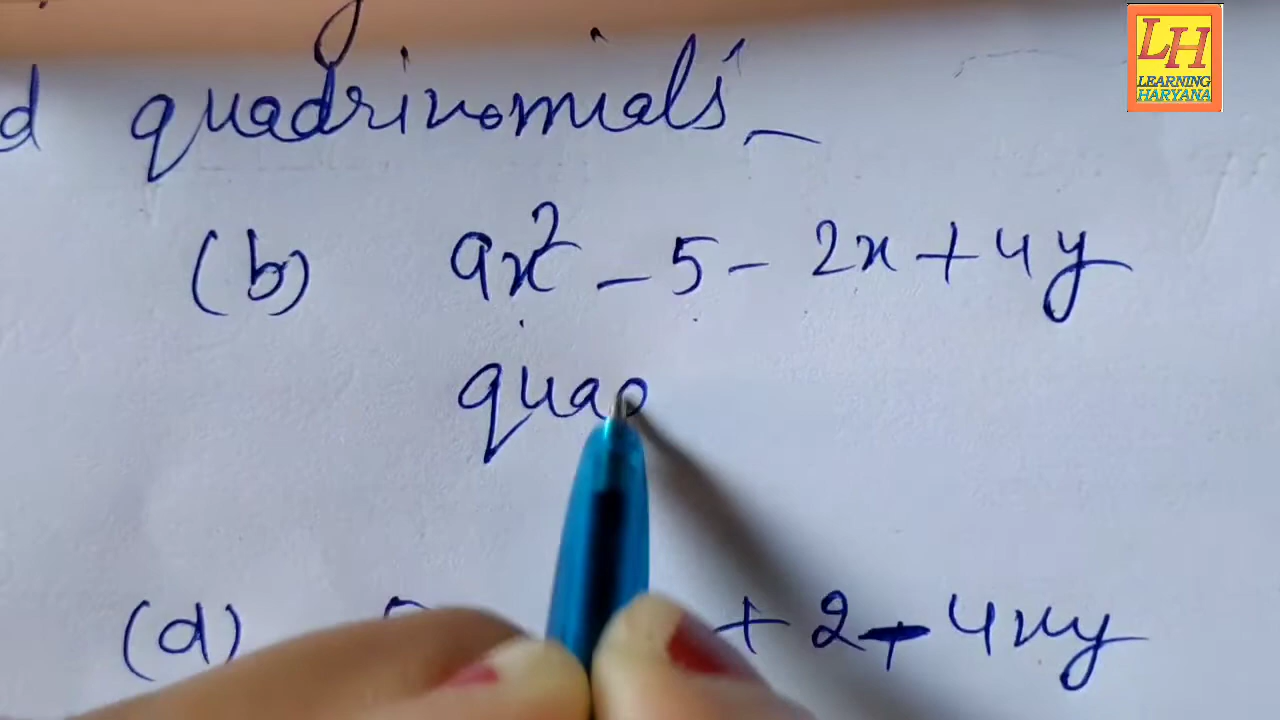 LH
LEARNING
HARYANA
d quadrinomials
(b) 9x² - 5 - 2x + 4y
quad
(d) + 2 - 4xy